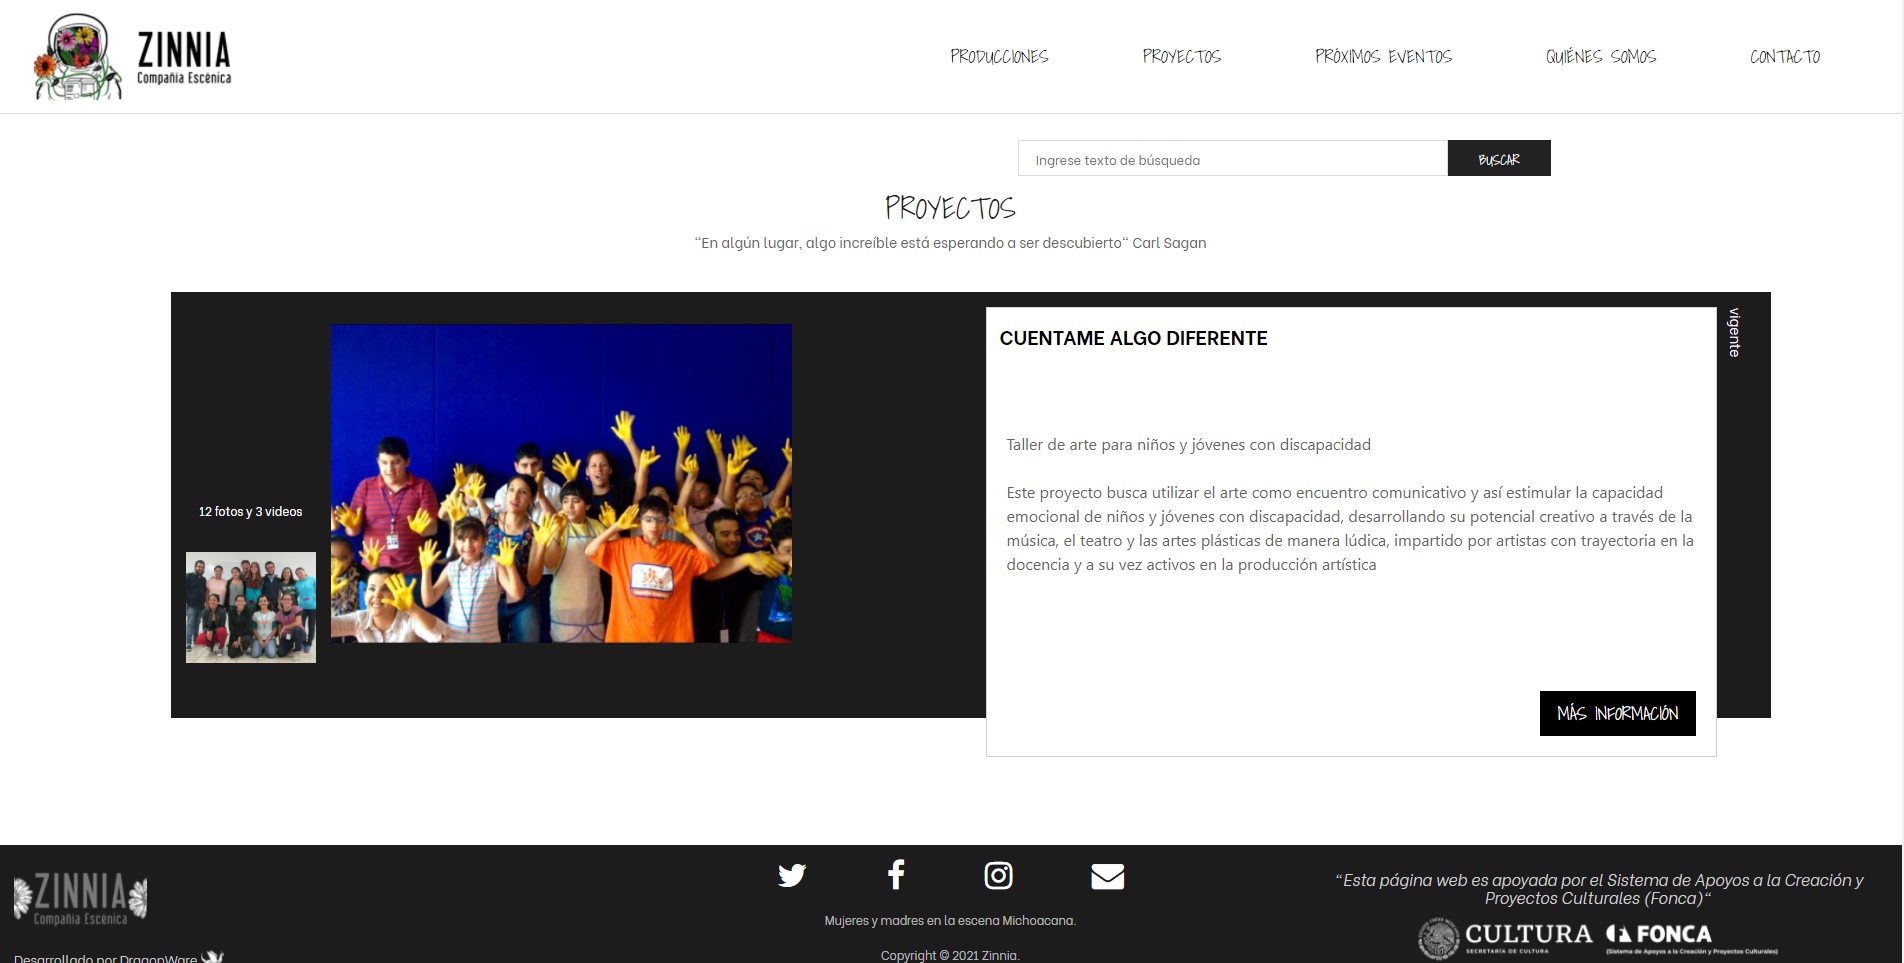 ZINNIA
Compañía Escénica
PRODUCCIONES
PROYECTOS
PRÓXIMOS EVENTOS
QUIÉNES SOMOS
CONTACTO
Ingrese texto de búsqueda
BUSCAR
PROYECTOS
"En algún lugar, algo increíble está esperando a ser descubierto" Carl Sagan
12 fotos y 3 videos
CUENTAME ALGO DIFERENTE
vigente
Taller de arte para niños y jóvenes con discapacidad
Este proyecto busca utilizar el arte como encuentro comunicativo y así estimular la capacidad
emocional de niños y jóvenes con discapacidad, desarrollando su potencial creativo a través de la
música, el teatro y las artes plásticas de manera lúdica, impartido por artistas con trayectoria en la
docencia y a su vez activos en la producción artística
MÁS INFORMACIÓN
ZINNIA
Compañía Escénica
Desarrollado por DragonWare
Mujeres y madres en la escena Michoacana.
Copyright © 2021 Zinnia.
"Esta página web es apoyada por el Sistema de Apoyos a la Creación y
Proyectos Culturales (Fonca)"
CULTURA
SECRETARÍA DE CULTURA
FONCA
(Sistema de Apoyos a la Creación y Proyectos Culturales)